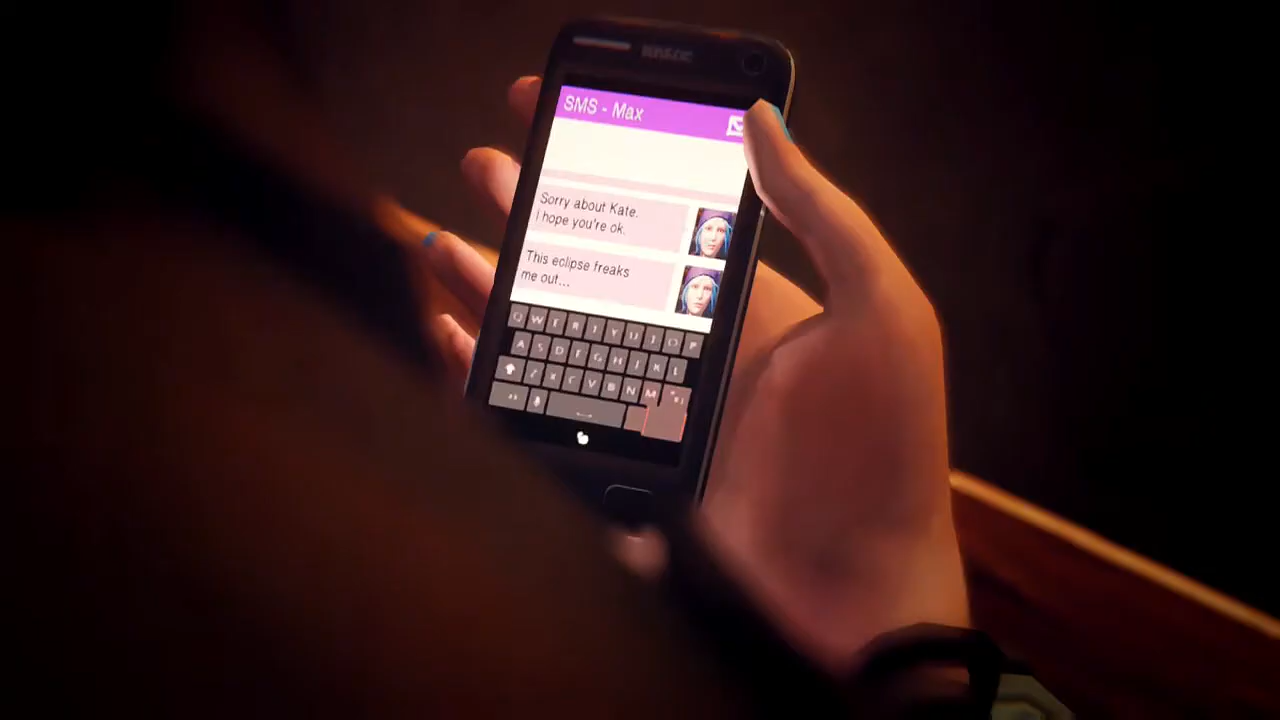 SMS - Max
Sorry about Kate.
I hope you're ok.
This eclipse freaks
me out...
Q W E R T Y U I O P
A S D F G H J K L
Z X C V B N M